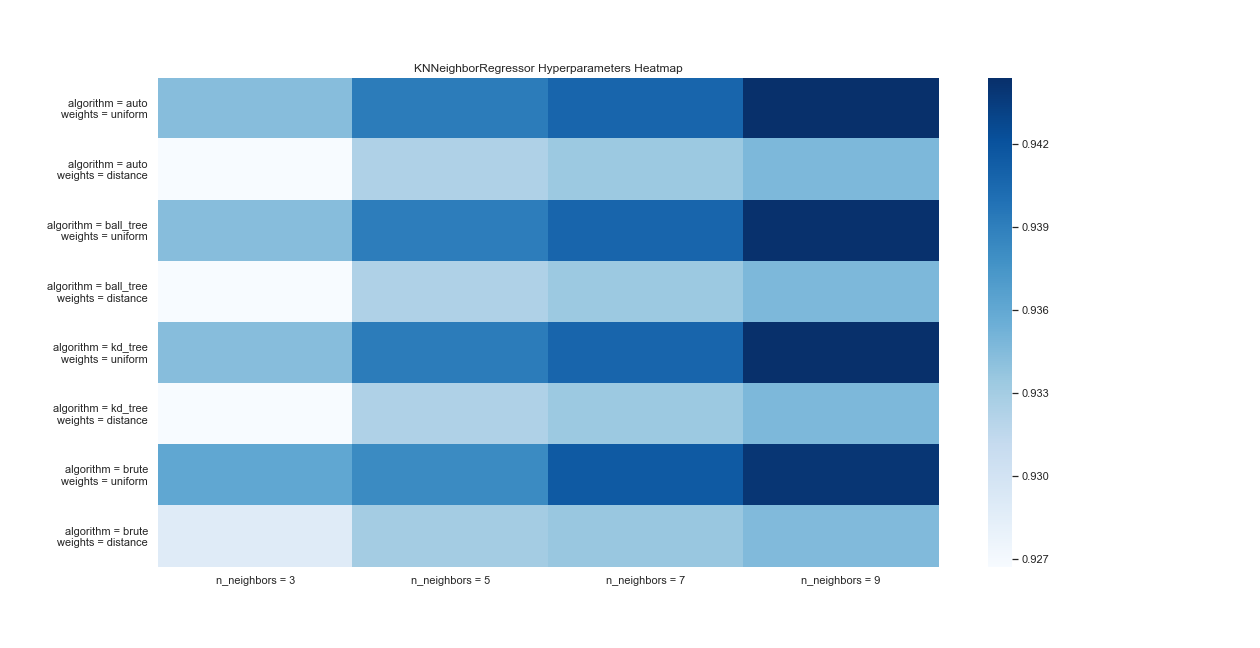 KNNeighborRegressor Hyperparameters Heatmap
algorithm = auto
weights = uniform
algorithm = auto
weights = distance
algorithm = ball_tree
weights = uniform
algorithm = ball_tree
weights = distance
algorithm = kd_tree
weights = uniform
algorithm = kd_tree
weights = distance
algorithm = brute
weights = uniform
algorithm = brute
weights = distance
n_neighbors = 3
n_neighbors = 5
n_neighbors = 7
n_neighbors = 9
0.942
0.939
0.936
0.933
0.930
0.927